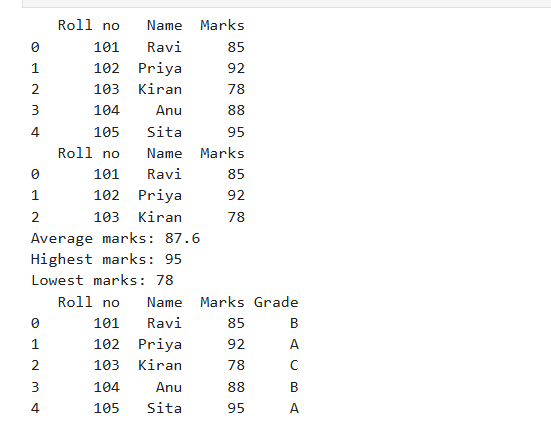 Roll no Name Marks
0 101 Ravi 85
1 102 Priya 92
2 103 Kiran 78
3 104 Anu 88
4 105 Sita 95
Roll no Name Marks
0 101 Ravi 85
1 102 Priya 92
2 103 Kiran 78
Average marks: 87.6
Highest marks: 95
Lowest marks: 78
Roll no Name Marks Grade
0 101 Ravi 85 B
1 102 Priya 92 A
2 103 Kiran 78 C
3 104 Anu 88 B
4 105 Sita 95 A